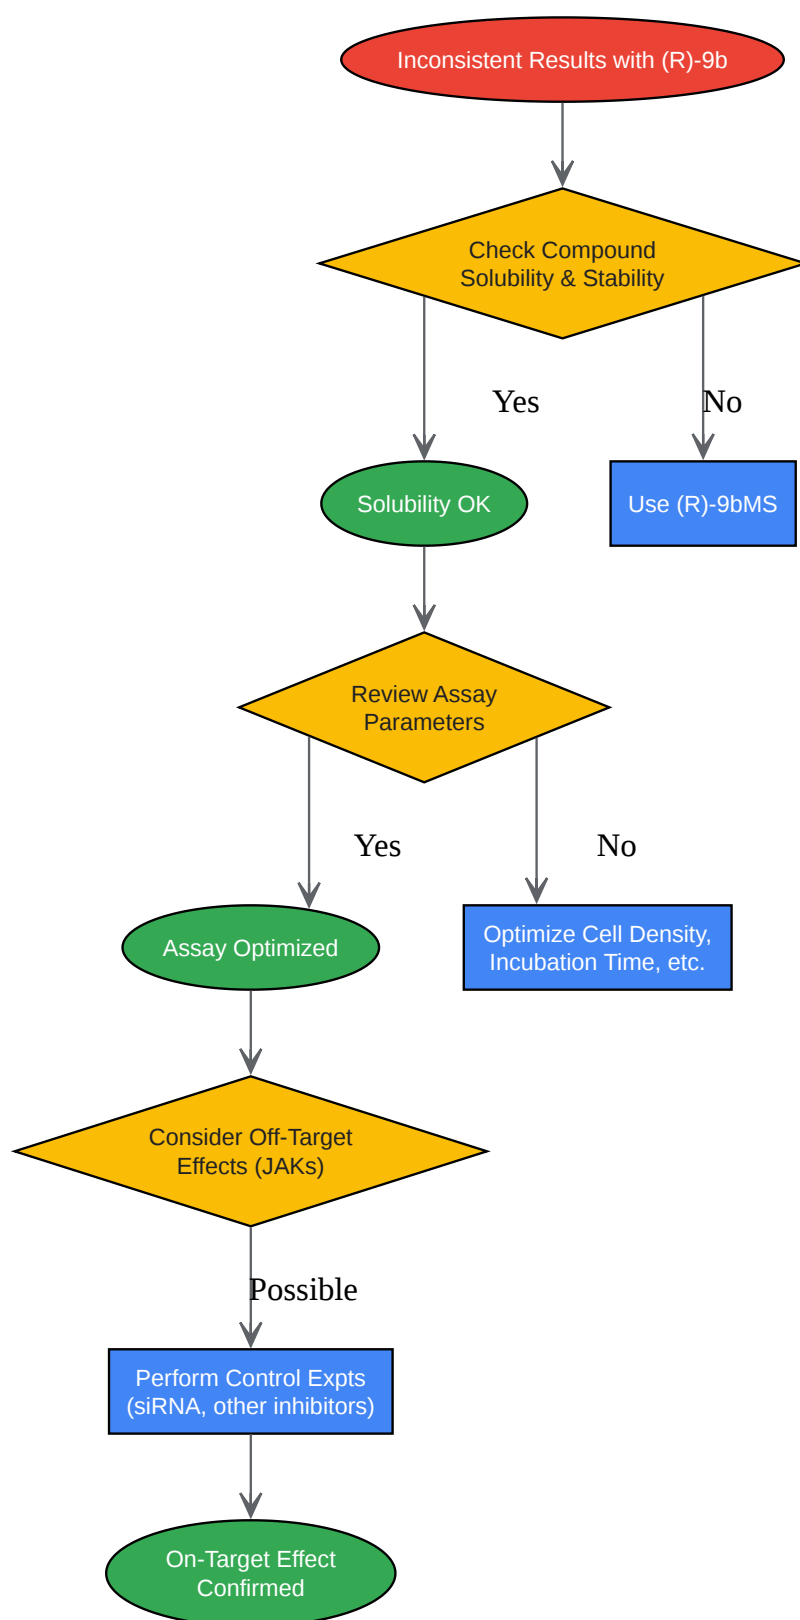 Inconsistent Results with (R)-9b
Check Compound
Solubility & Stability
Yes
No
Solubility OK
Use (R)-9bMS
Review Assay
Parameters
Yes
No
Assay Optimized
Optimize Cell Density,
Incubation Time, etc.
Consider Off-Target
Effects (JAKs)
Possible
Perform Control Expts
(siRNA, other inhibitors)
On-Target Effect
Confirmed